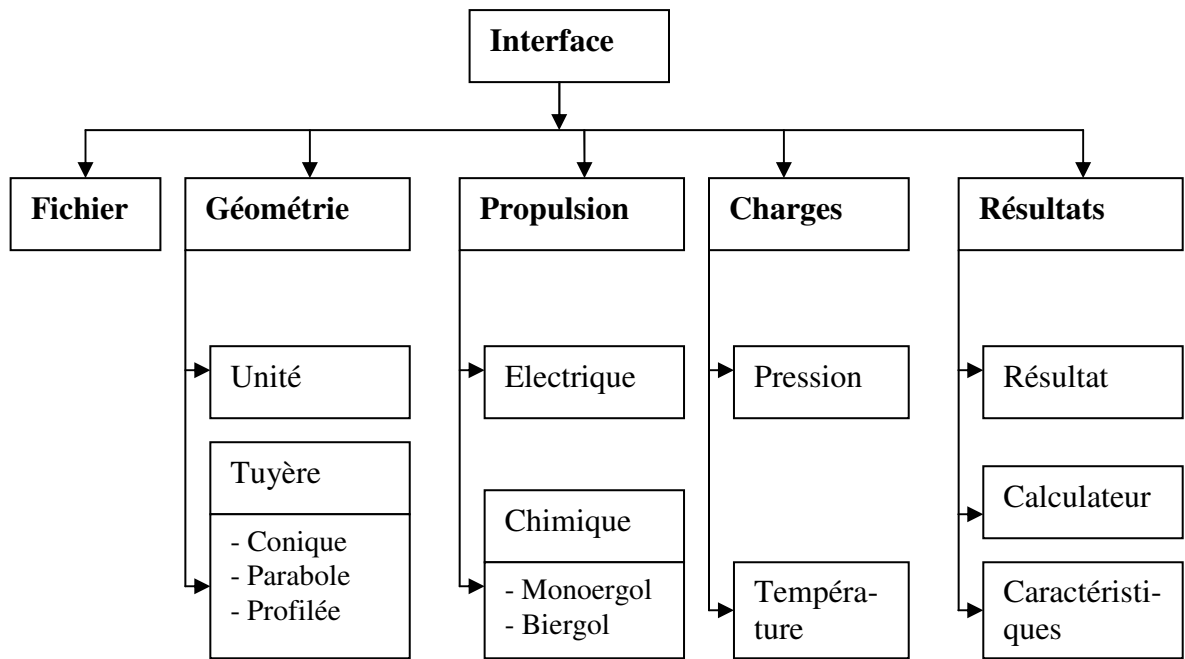 Interface
Fichier
Géométrie
Propulsion
Charges
Résultats
Unité
Electrique
Pression
Résultat
Tuyère
- Conique
- Parabole
- Profilée
Chimique
- Monoergol
- Biergol
Tempéra-
ture
Calculateur
Caractéristi-
ques